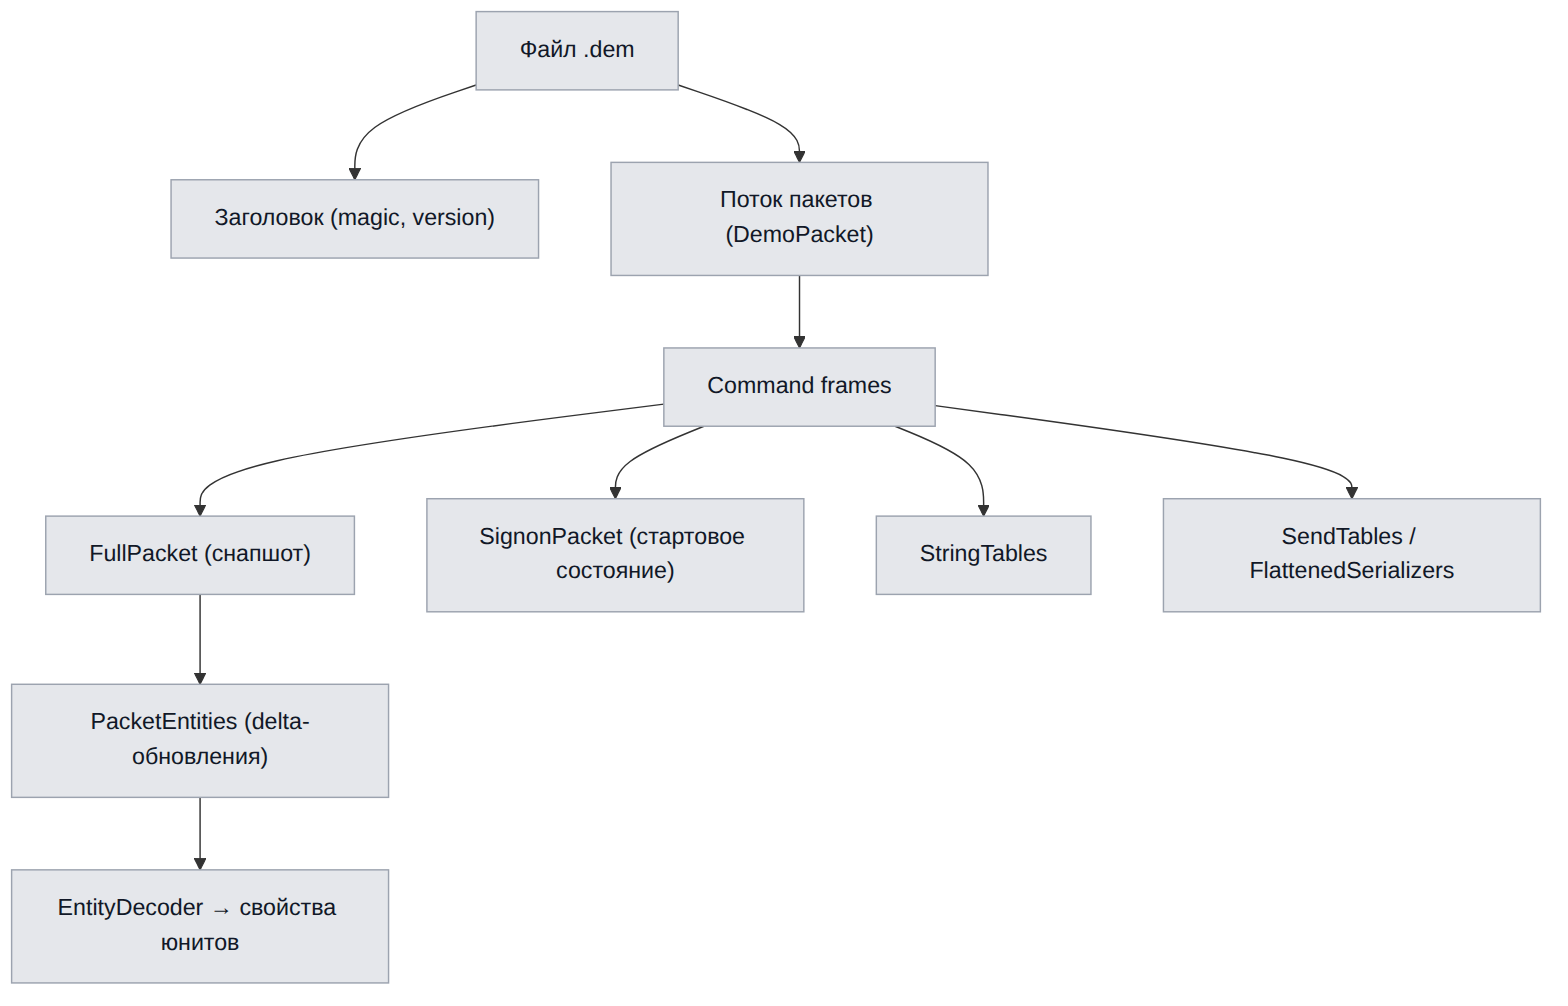 Файл .dem
Заголовок (magic, version)
Поток пакетов
(DemoPacket)
Command frames
FullPacket (снапшот)
SignonPacket (стартовое
состояние)
StringTables
SendTables /
FlattenedSerializers
PacketEntities (delta-
обновления)
EntityDecoder → свойства
юнитов